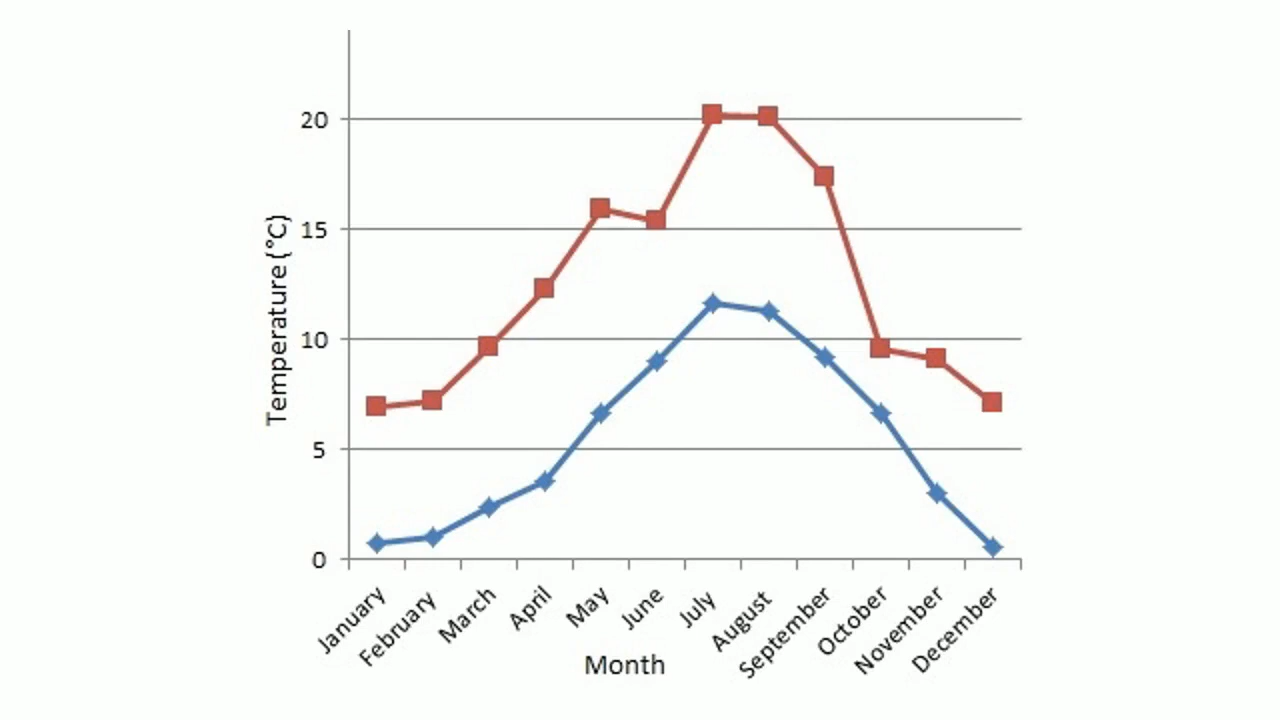 20
15
10
5
0
Temperature (°C)
January
February
March
April
May
June
July
August
September
October
November
December
Month